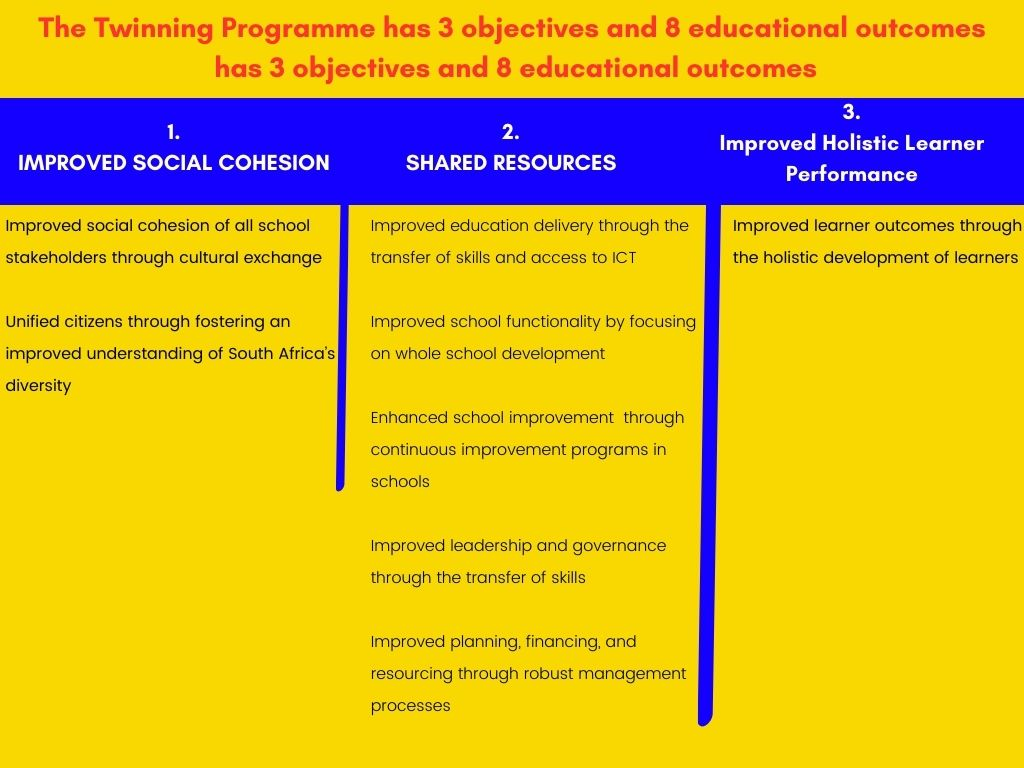 The Twinning Programme has 3 objectives and 8 educational outcomes
has 3 objectives and 8 educational outcomes
1.
IMPROVED SOCIAL COHESION
2.
SHARED RESOURCES
3.
Improved Holistic Learner
Performance
Improved social cohesion of all school
stakeholders through cultural exchange
Unified citizens through fostering an
improved understanding of South Africa's
diversity
Improved education delivery through the
transfer of skills and access to ICT
Improved school functionality by focusing
on whole school development
Enhanced school improvement  through
continuous improvement programs in
schools
Improved leadership and governance
through the transfer of skills
Improved planning, financing, and
resourcing through robust management
processes
Improved learner outcomes through
the holistic development of learners